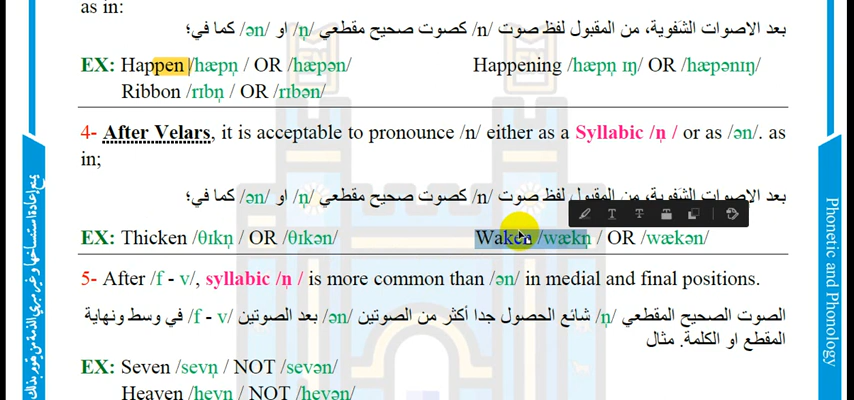 as in:
بعد الاصوات الشفوية، من المقبول لفظ صوت /n/ كصوت صحيح مقطعي /n̩/ او /ən/ كما في؛
EX: Happen /hæpn̩ / OR /hæpən/ Happening /hæpn̩ ɪŋ/ OR /hæpənɪŋ/
Ribbon /rɪbn̩ / OR /rɪbən/
4- After Velars, it is acceptable to pronounce /n/ either as a Syllabic /n̩ / or as /ən/. as
in;
بعد الاصوات الشفوية، من المقبول لفظ صوت /n/ كصوت صحيح مقطعي /n̩/ او /ən/ كما في؛
EX: Thicken /θɪkn̩ / OR /θɪkən/ Waken /wækn̩ / OR /wækən/
5- After /f - v/, syllabic /n̩ / is more common than /ən/ in medial and final positions.
الصوت الصحيح المقطعي /n̩/ شائع الحصول جدا أكثر من الصوتين /ən/ بعد الصوتين /f - v/ في وسط ونهاية
المقطع او الكلمة. مثال
EX: Seven /sevn̩ / NOT /sevən/
Heaven /hevn̩ / NOT /hevən/
Phonetic and Phonology